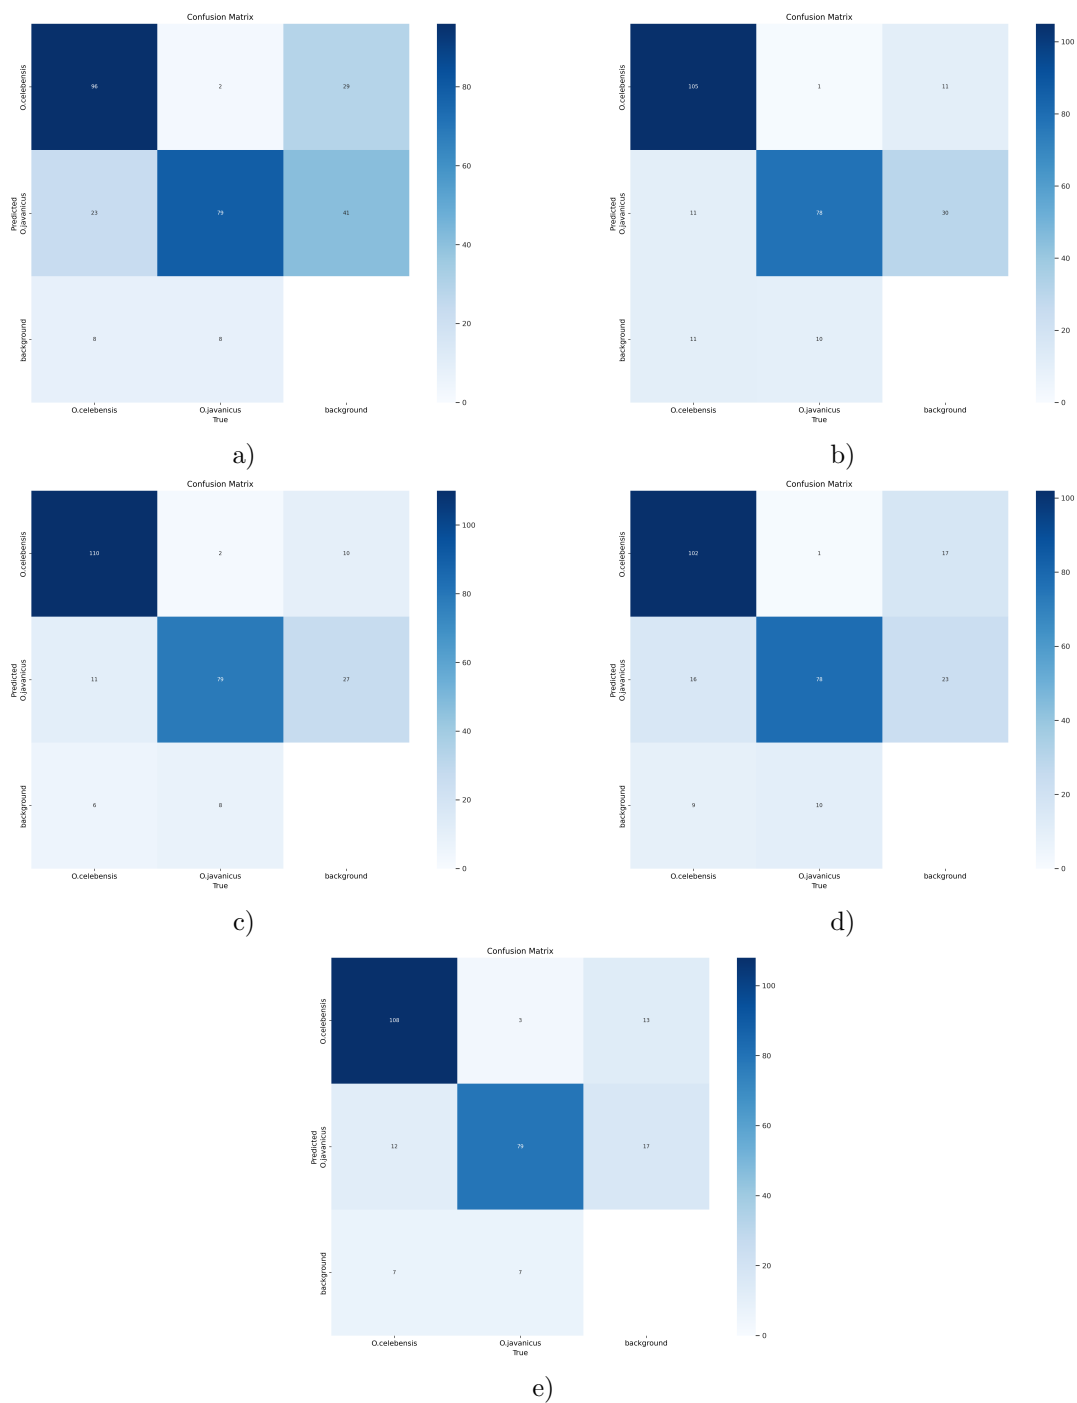 Confusion Matrix
O.celebensis
96
2
29
80
Predicted
O.javanicus
23
79
41
60
40
background
8
8
20
0
O.celebensis
O.javanicus
background
True
a)
Confusion Matrix
O.celebensis
105
1
11
100
80
Predicted
O.javanicus
11
78
30
60
40
background
11
10
20
0
O.celebensis
O.javanicus
background
True
b)
Confusion Matrix
O.celebensis
110
2
10
100
80
Predicted
O.javanicus
11
79
27
60
40
background
6
8
20
0
O.celebensis
O.javanicus
background
True
c)
Confusion Matrix
O.celebensis
102
1
17
100
80
Predicted
O.javanicus
16
78
23
60
40
background
9
10
20
0
O.celebensis
O.javanicus
background
True
d)
Confusion Matrix
O.celebensis
108
3
13
100
80
Predicted
O.javanicus
12
79
17
60
40
background
7
7
20
0
O.celebensis
O.javanicus
background
True
e)